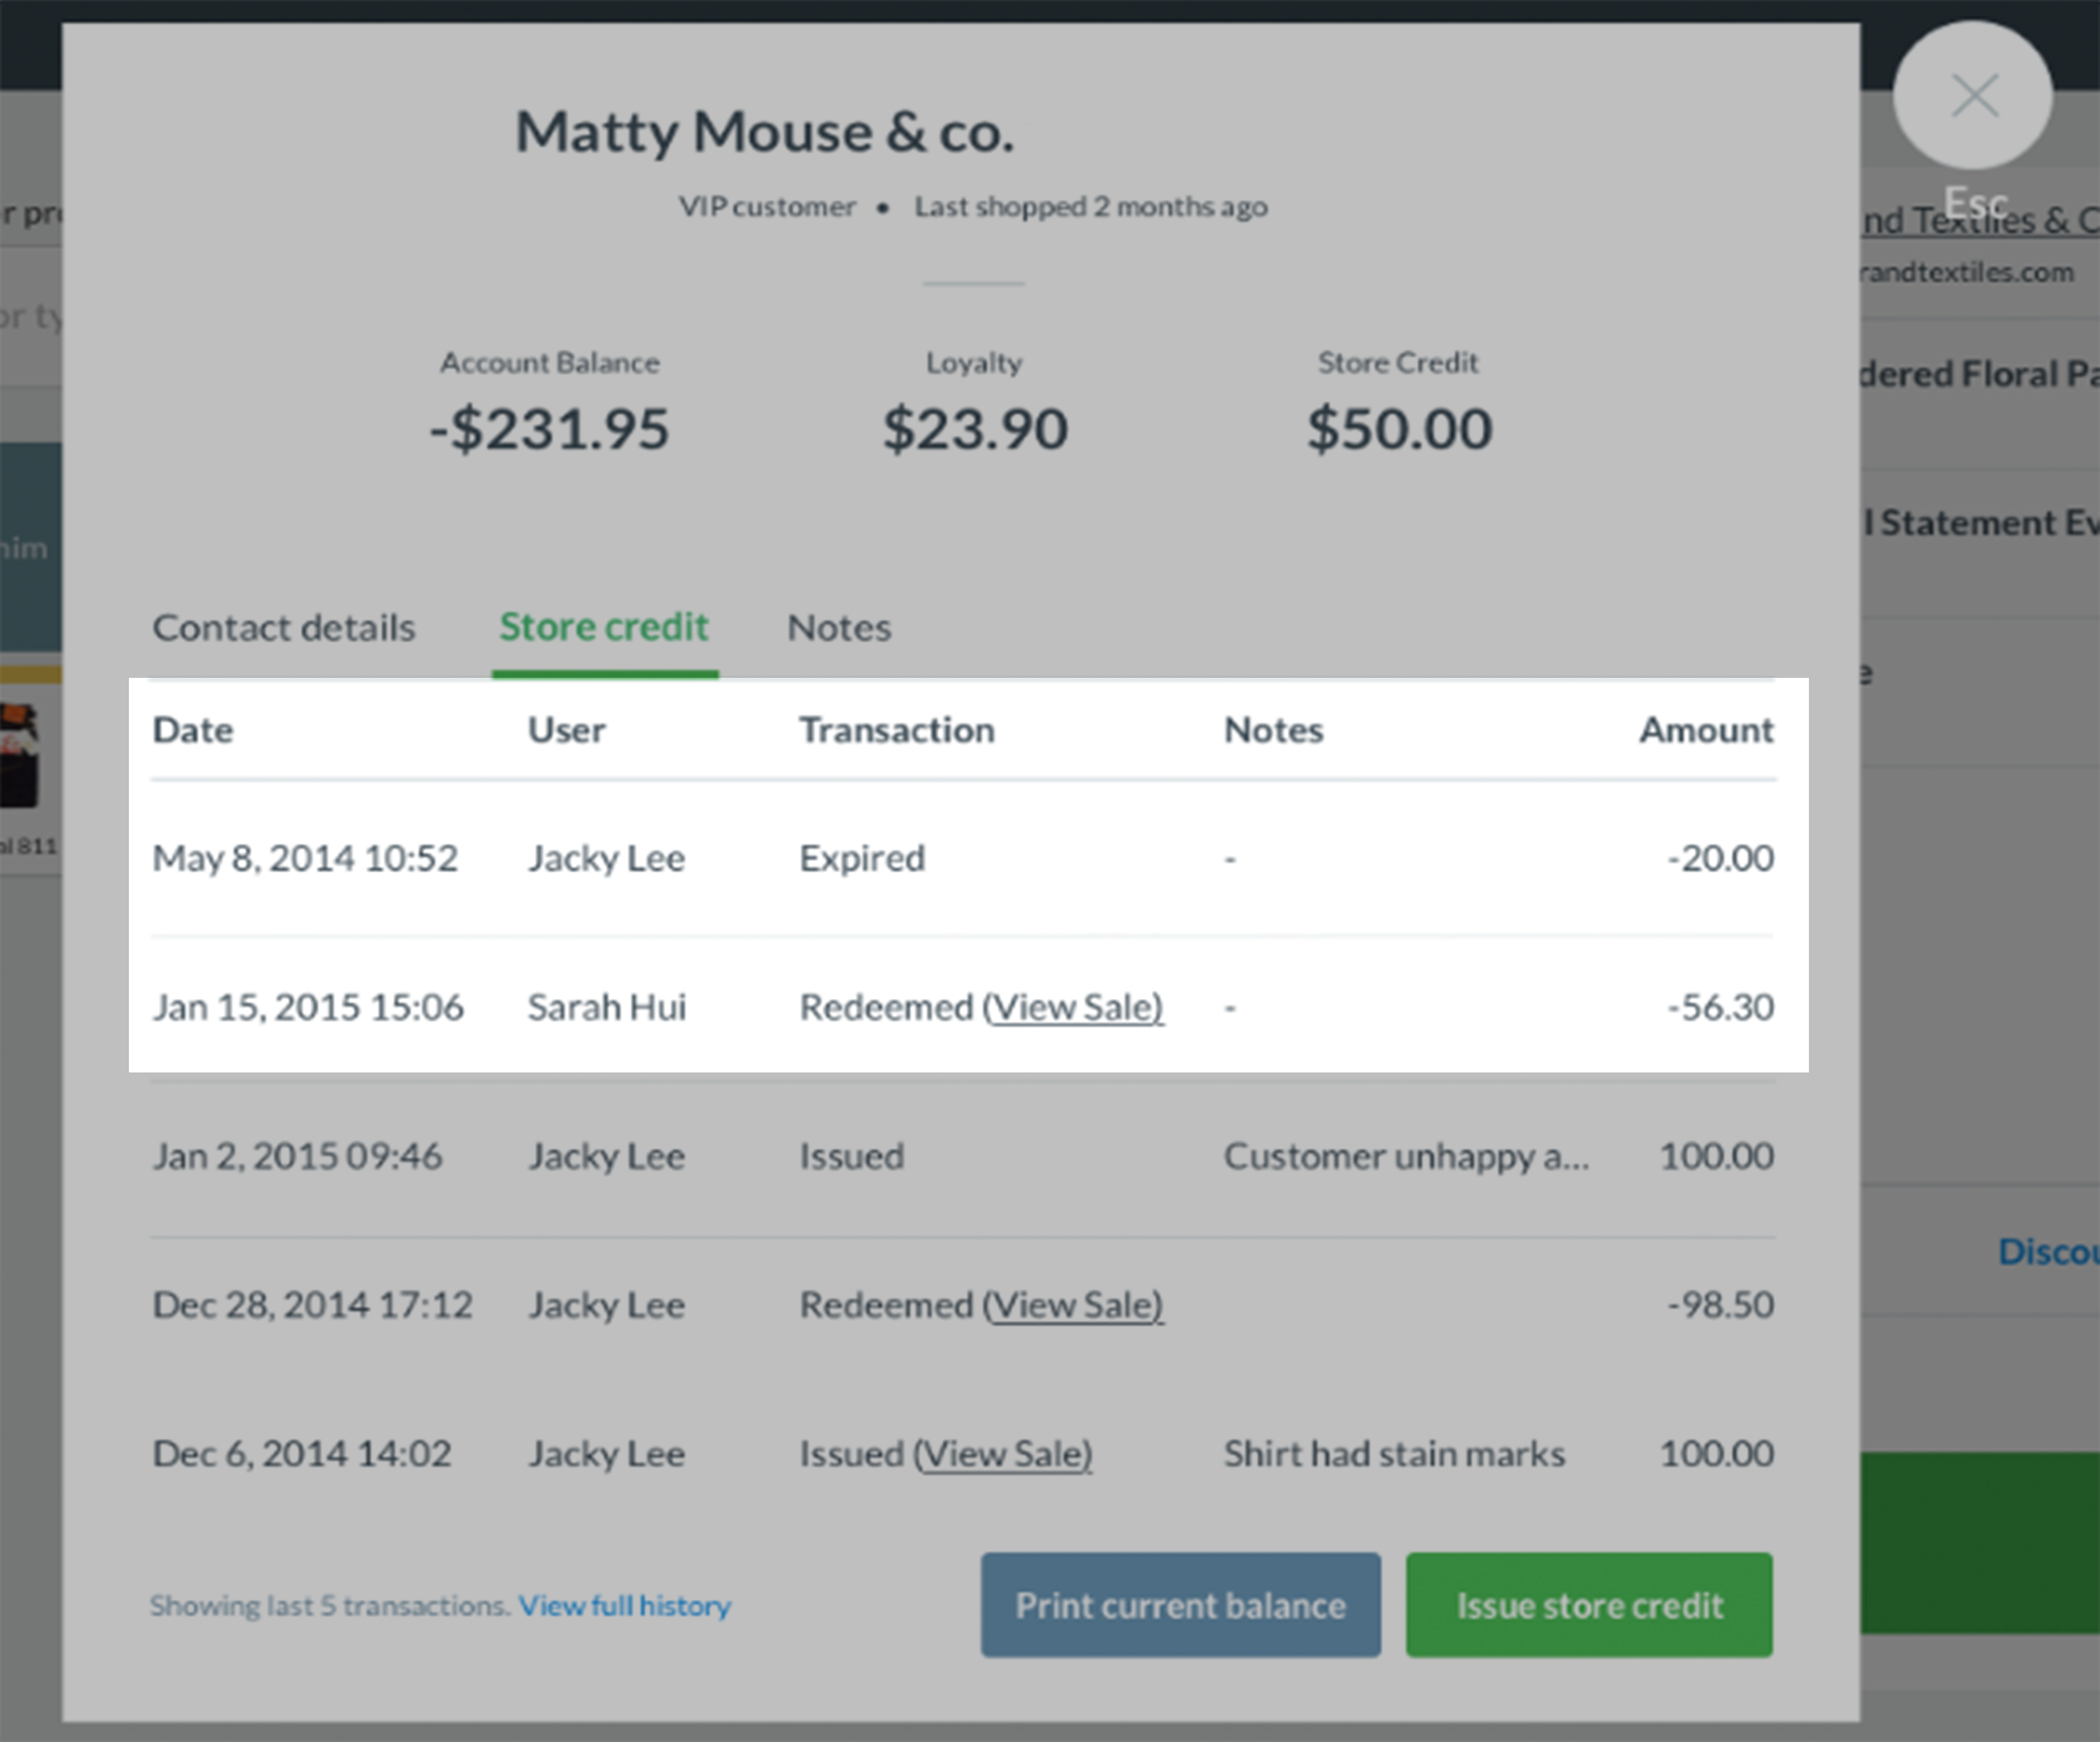 Matty Mouse & co.
VIP customer • Last shopped 2 months ago
Esc
r pro
nd Textiles & C
randtextiles.com
or ty
Account Balance Loyalty Store Credit
-$231.95 $23.90 $50.00
dered Floral Pa
l Statement Ev
nim
Contact details Store credit Notes
e
Date User Transaction Notes Amount
May 8, 2014 10:52 Jacky Lee Expired - -20.00
al 811
Jan 15, 2015 15:06 Sarah Hui Redeemed (View Sale) - -56.30
Jan 2, 2015 09:46 Jacky Lee Issued Customer unhappy a... 100.00
Discou
Dec 28, 2014 17:12 Jacky Lee Redeemed (View Sale) -98.50
Dec 6, 2014 14:02 Jacky Lee Issued (View Sale) Shirt had stain marks 100.00
Showing last 5 transactions. View full history Print current balance Issue store credit